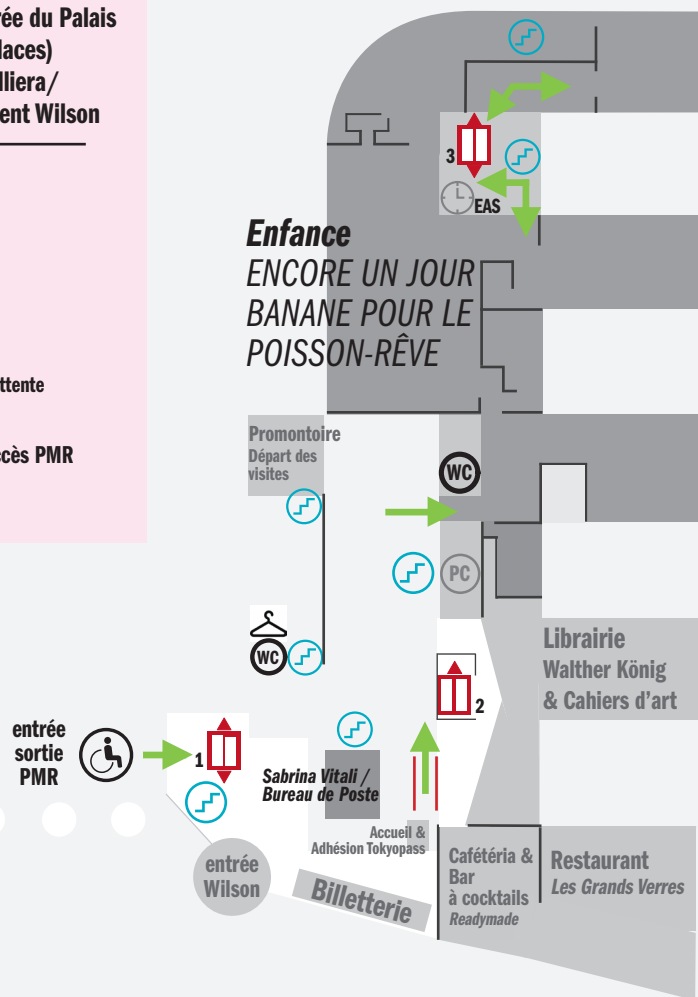 rée du Palais
laces)
lliera/
ent Wilson
ttente
ccès PMR
3
EAS
Enfance
ENCORE UN JOUR
BANANE POUR LE
POISSON-RÊVE
Promontoire
Départ des
visites
WC
PC
WC
Librairie
Walther König
& Cahiers d'art
2
entrée
sortie
PMR
1
Sabrina Vitali /
Bureau de Poste
Accueil &
Adhésion Tokyopass
entrée
Wilson
Billetterie
Cafétéria &
Bar
à cocktails
Readymade
Restaurant
Les Grands Verres